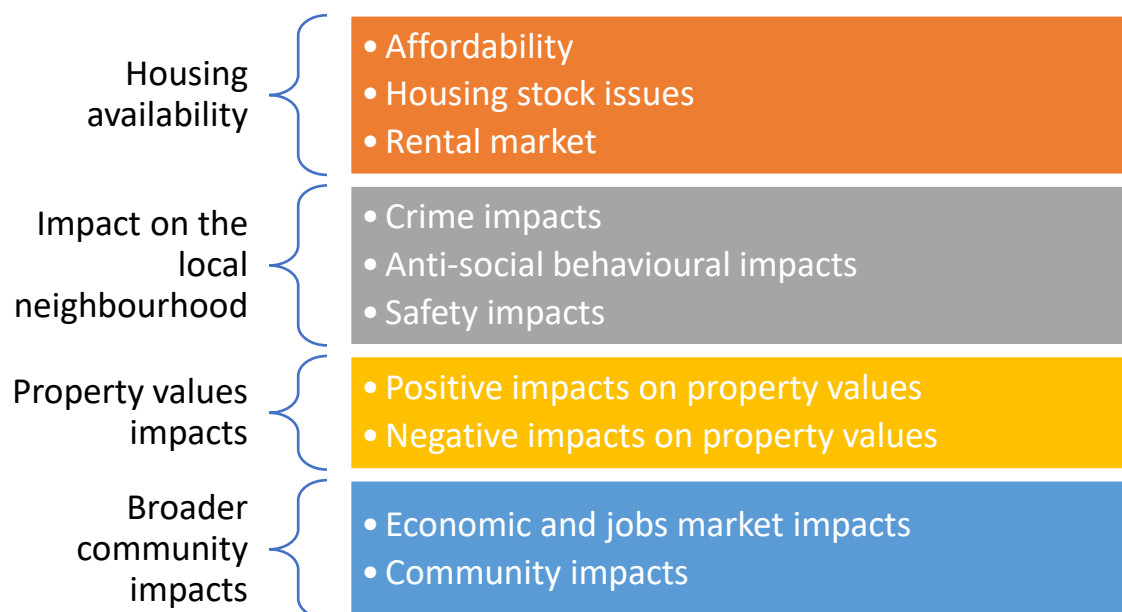 Housing
availability
• Affordability
• Housing stock issues
• Rental market
Impact on the
local
neighbourhood
• Crime impacts
• Anti-social behavioural impacts
• Safety impacts
Property values
impacts
• Positive impacts on property values
• Negative impacts on property values
Broader
community
impacts
• Economic and jobs market impacts
• Community impacts